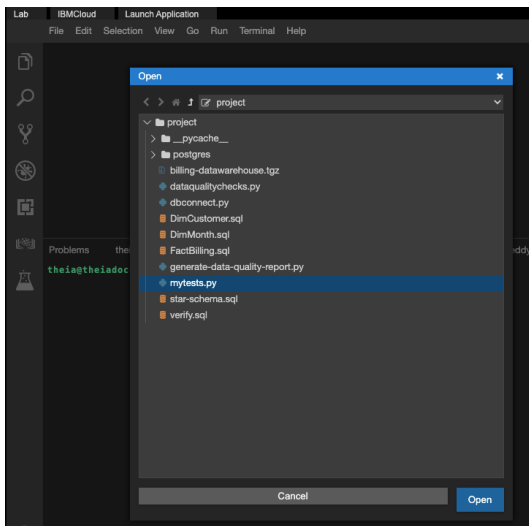 Lab IBMCloud Launch Application
File Edit Selection View Go Run Terminal Help
Open
project
project
__pycache__
postgres
billing-datawarehouse.tgz
dataqualitychecks.py
dbconnect.py
DimCustomer.sql
DimMonth.sql
Problems the
FactBilling.sql
eddy
theia@theiadoc
generate-data-quality-report.py
mytests.py
star-schema.sql
verify.sql
Cancel Open